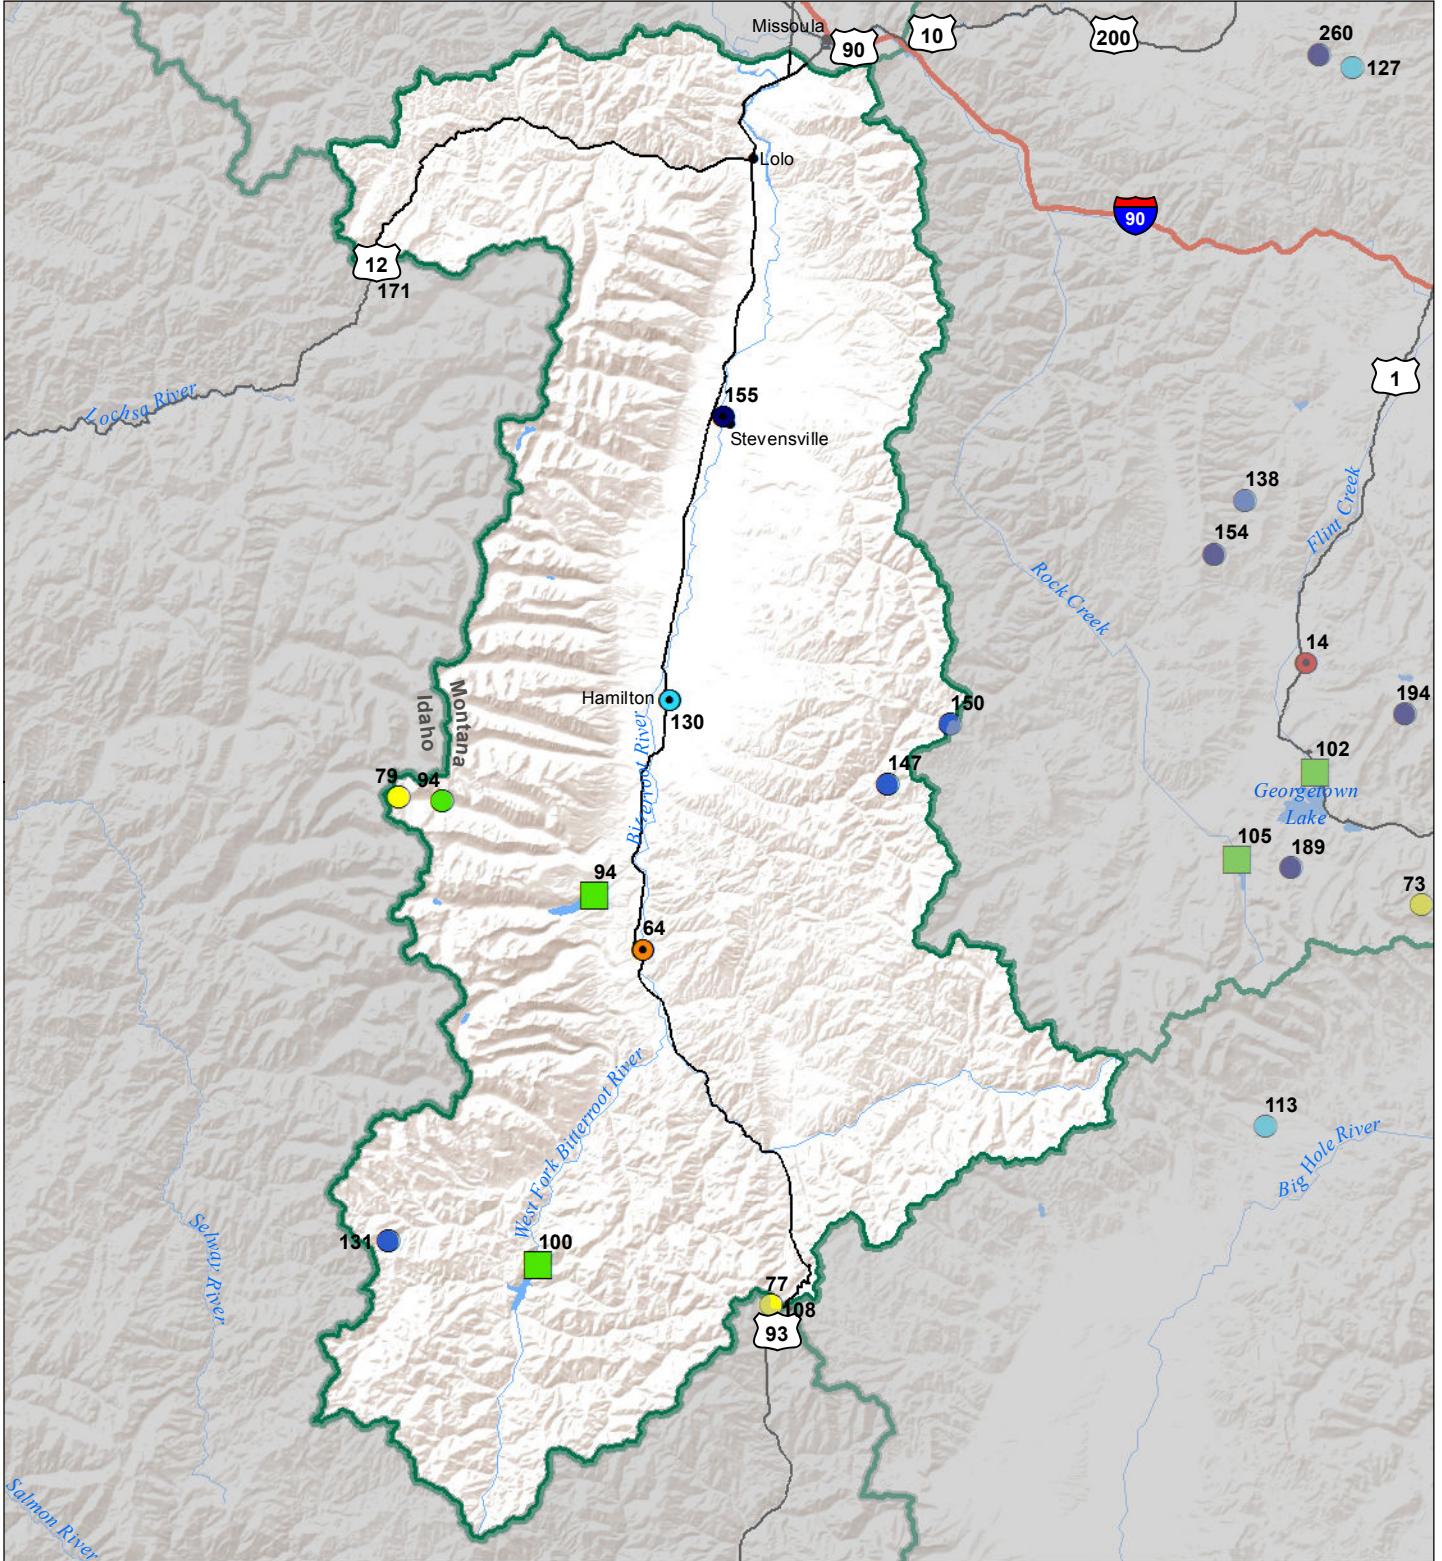 Missoula
90
10
200
260
127
Lolo
90
12
171
1
Lochsa River
155
Stevensville
138
Flint Creek
154
Rock Creek
14
Montana
Idaho
Hamilton
130
150
194
Bitterroot River
102
147
79
94
Georgetown
Lake
105
189
94
73
64
West Fork Bitterroot River
113
Big Hole River
Selway River
131
100
77
108
93
Salmon River